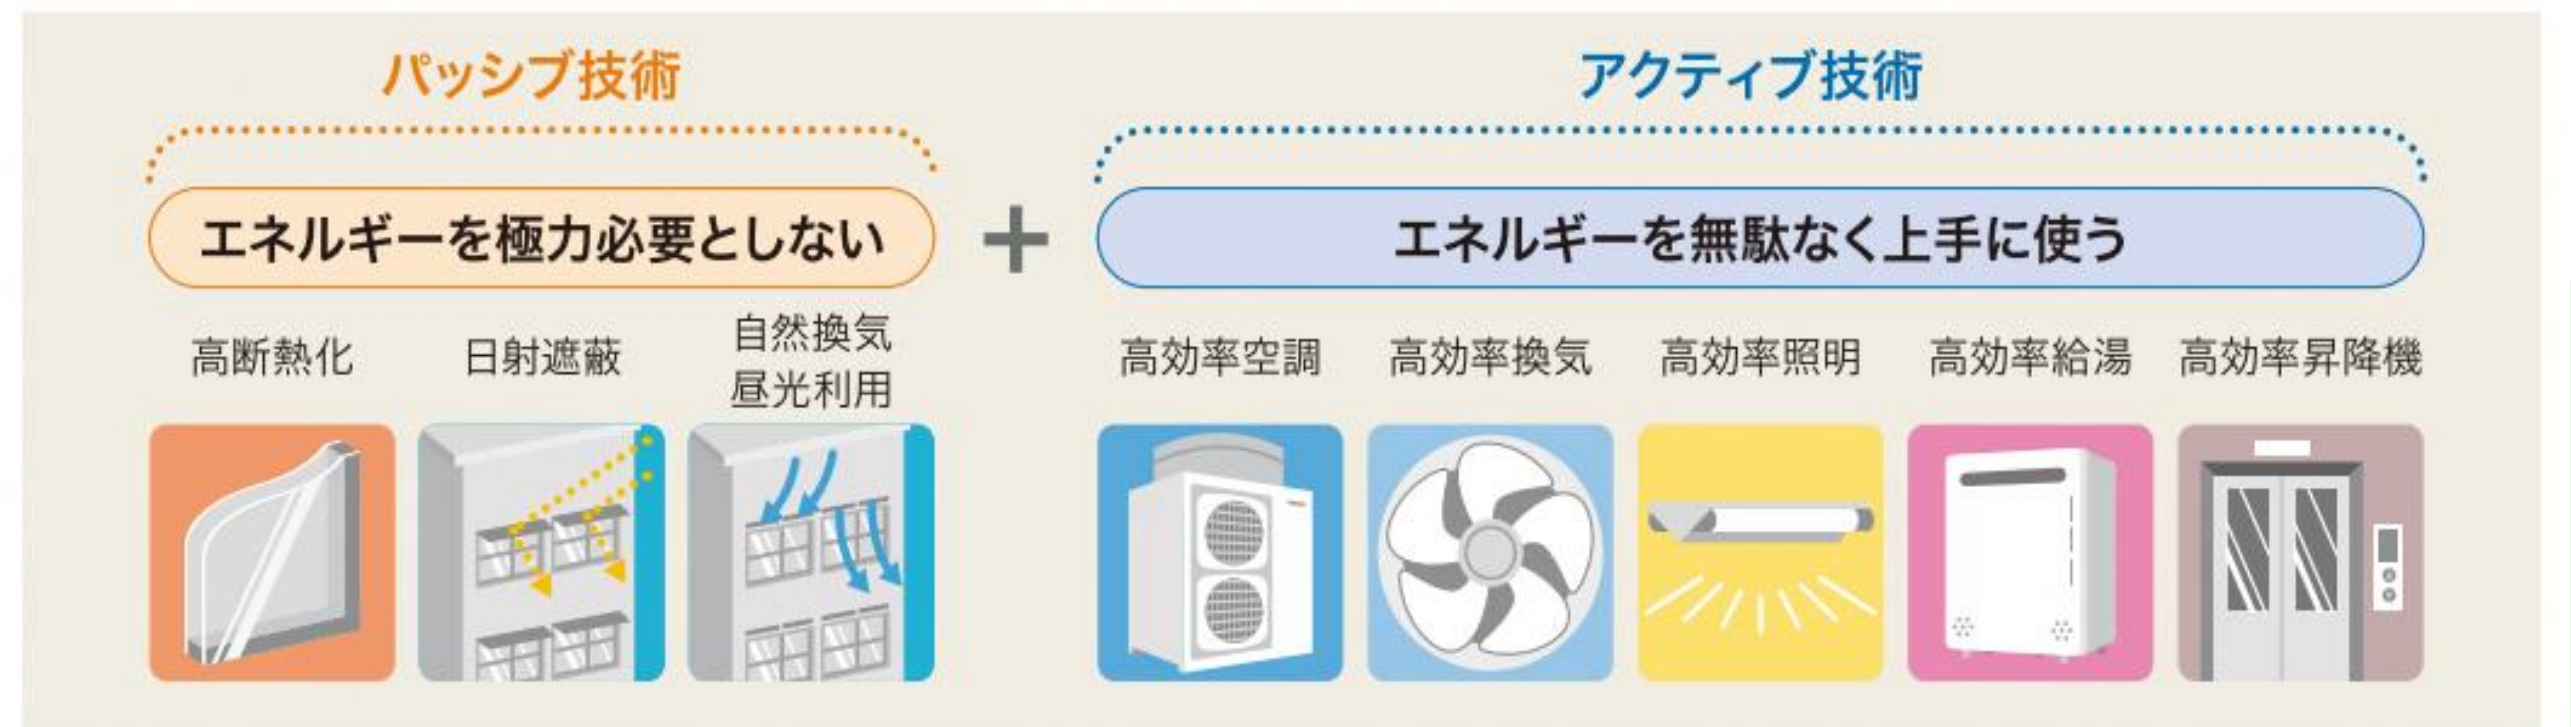 パッシブ技術
アクティブ技術
エネルギーを極力必要としない
+
エネルギーを無駄なく上手に使う
高断熱化
日射遮蔽
自然換気
昼光利用
高効率空調
高効率換気
高効率照明
高効率給湯
高効率昇降機